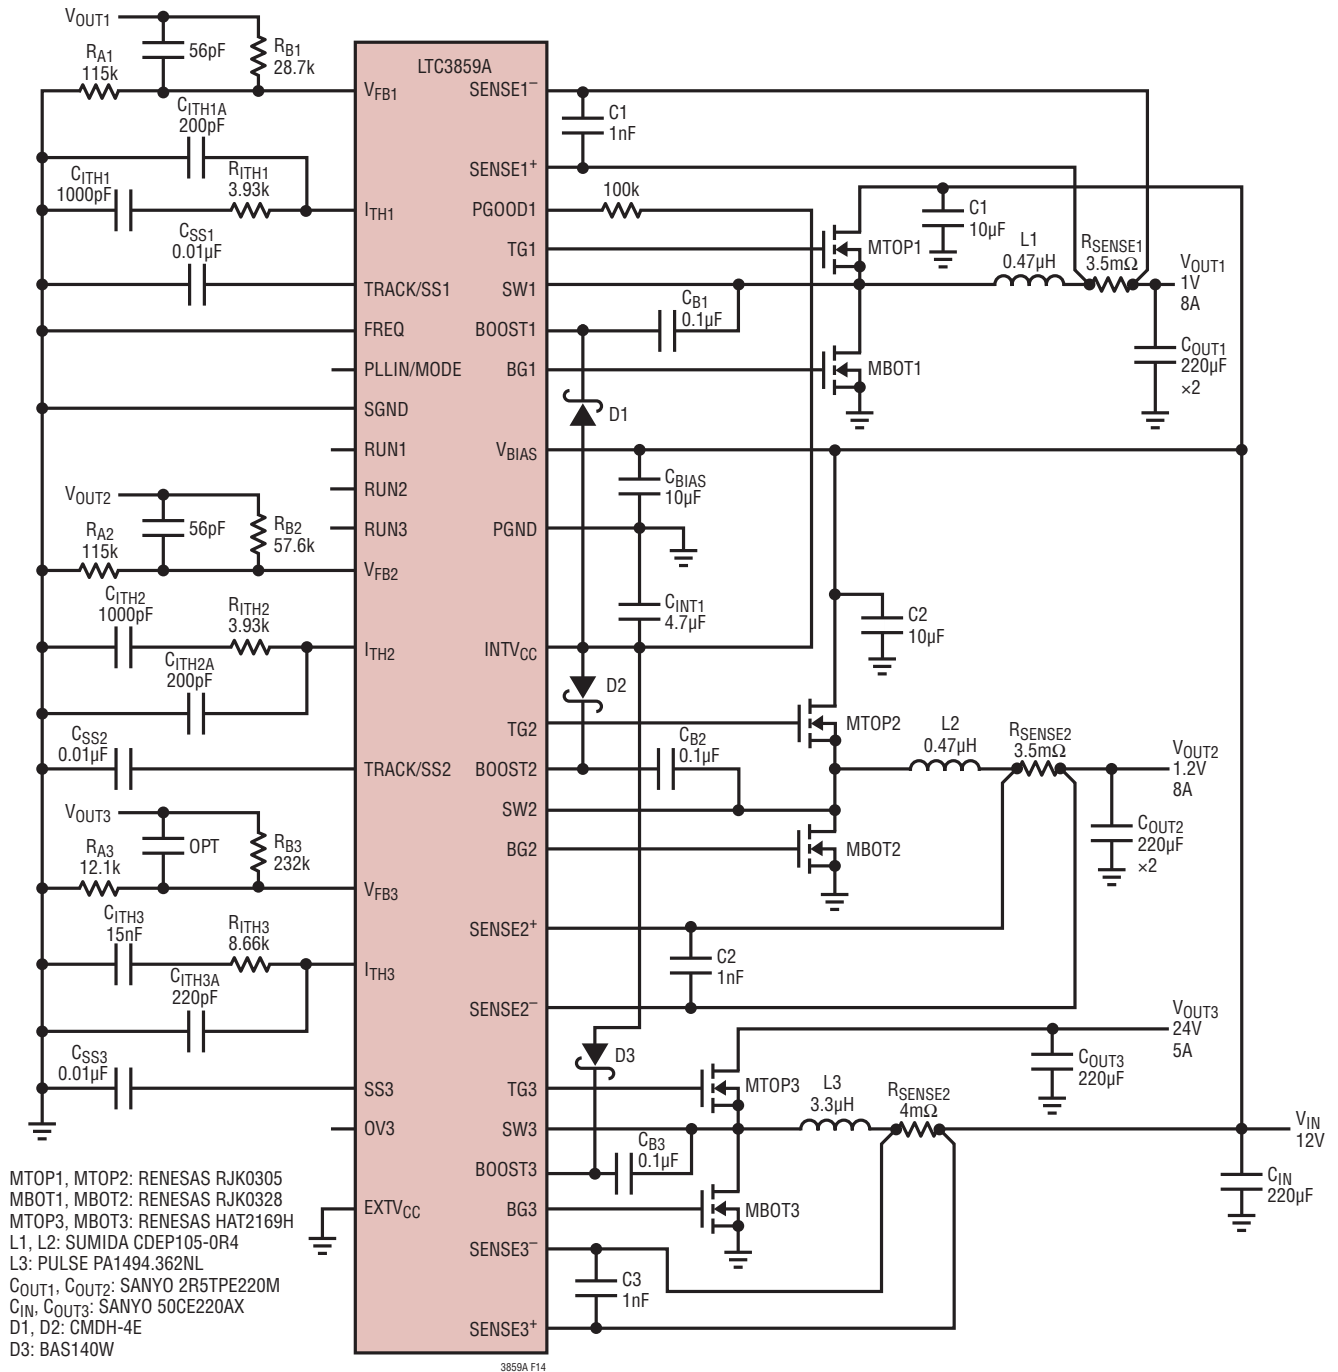 VOUT1
56pF
RB1
28.7k
RA1
115k
CITH1A
200pF
CITH1
1000pF
RITH1
3.93k
CSS1
0.01µF
VOUT2
56pF
RB2
57.6k
RA2
115k
CITH2
1000pF
RITH2
3.93k
CITH2A
200pF
CSS2
0.01µF
VOUT3
OPT
RB3
232k
RA3
12.1k
CITH3
15nF
RITH3
8.66k
CITH3A
220pF
CSS3
0.01µF
LTC3859A
VFB1
ITH1
TRACK/SS1
FREQ
PLLIN/MODE
SGND
RUN1
RUN2
RUN3
VFB2
ITH2
TRACK/SS2
VFB3
ITH3
SS3
OV3
EXTVCC
SENSE1–
SENSE1+
PGOOD1
TG1
SW1
BOOST1
BG1
VBIAS
PGND
INTVCC
TG2
BOOST2
SW2
BG2
SENSE2+
SENSE2–
TG3
SW3
BOOST3
BG3
SENSE3–
SENSE3+
C1
1nF
100k
MTOP1
C1
10µF
L1
0.47µH
RSENSE1
3.5mΩ
VOUT1
1V
8A
CB1
0.1µF
MBOT1
COUT1
220µF
×2
D1
CBIAS
10µF
CINT1
4.7µF
C2
10µF
D2
MTOP2
L2
0.47µH
RSENSE2
3.5mΩ
VOUT2
1.2V
8A
CB2
0.1µF
MBOT2
COUT2
220µF
×2
C2
1nF
VOUT3
24V
5A
D3
MTOP3
COUT3
220µF
L3
3.3µH
RSENSE2
4mΩ
VIN
12V
CB3
0.1µF
MBOT3
CIN
220µF
C3
1nF
MTOP1, MTOP2: RENESAS RJK0305
MBOT1, MBOT2: RENESAS RJK0328
MTOP3, MBOT3: RENESAS HAT2169H
L1, L2: SUMIDA CDEP105-0R4
L3: PULSE PA1494.362NL
COUT1, COUT2: SANYO 2R5TPE220M
CIN, COUT3: SANYO 50CE220AX
D1, D2: CMDH-4E
D3: BAS140W
3859A F14